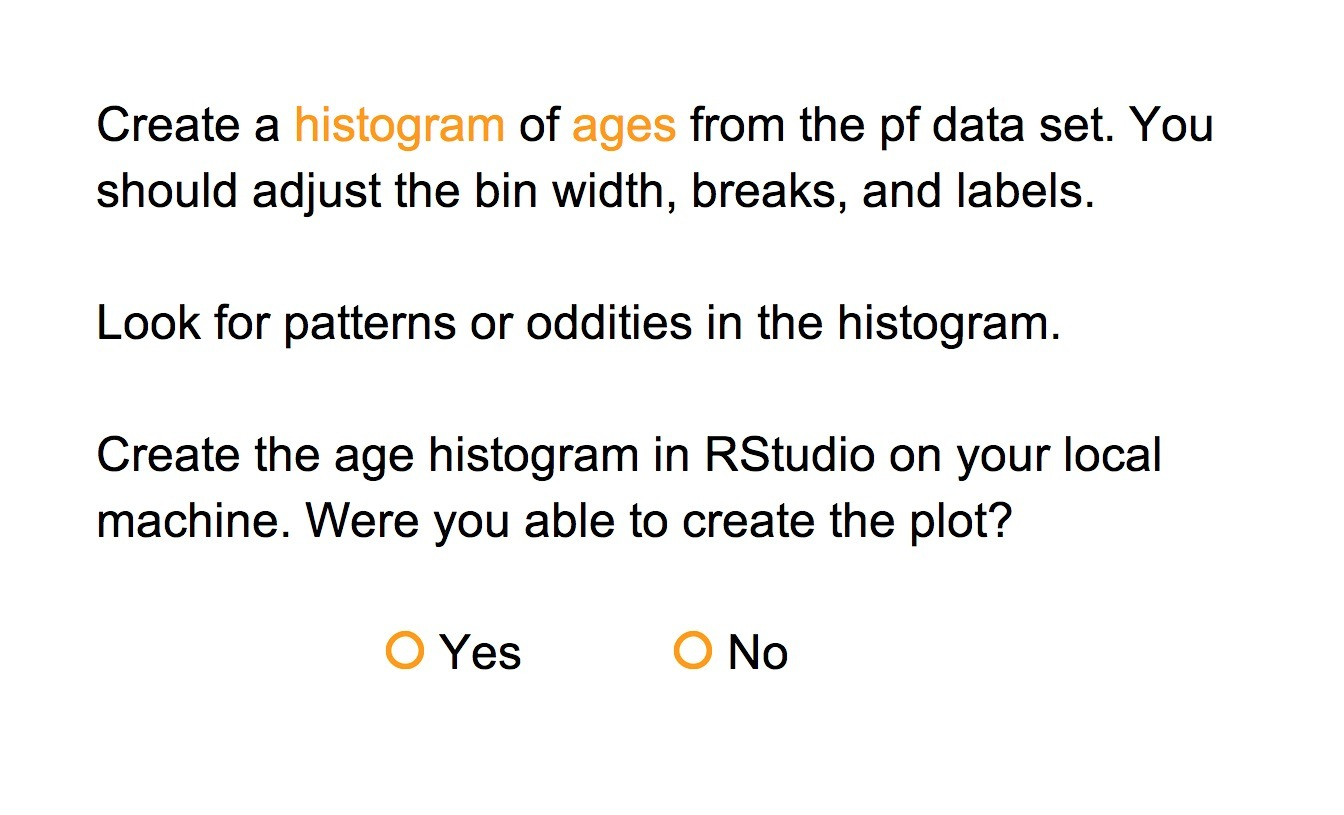 Create a histogram of ages from the pf data set. You
should adjust the bin width, breaks, and labels.
Look for patterns or oddities in the histogram.
Create the age histogram in RStudio on your local
machine. Were you able to create the plot?
Yes No